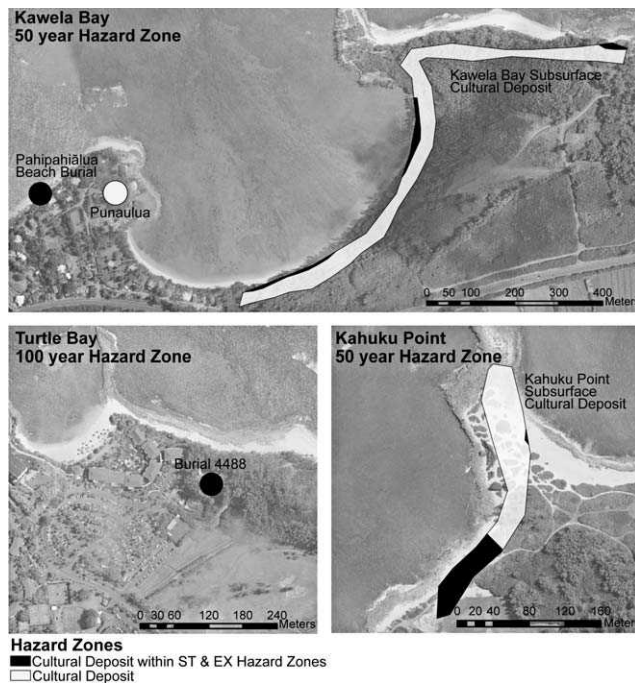 Kawela Bay
50 year Hazard Zone
Kawela Bay Subsurface
Cultural Deposit
Pahipahiālua
Beach Burial
Punaulua
0 50 100 200 300 400
Meter
Turtle Bay
100 year Hazard Zone
Burial 4488
0 30 60 120 180 240
Meters
Kahuku Point
50 year Hazard Zone
Kahuku Point
Subsurface
Cultural Deposit
0 20 40 80 120 160
Meter
Hazard Zones
Cultural Deposit within ST & EX Hazard Zones
Cultural Deposit